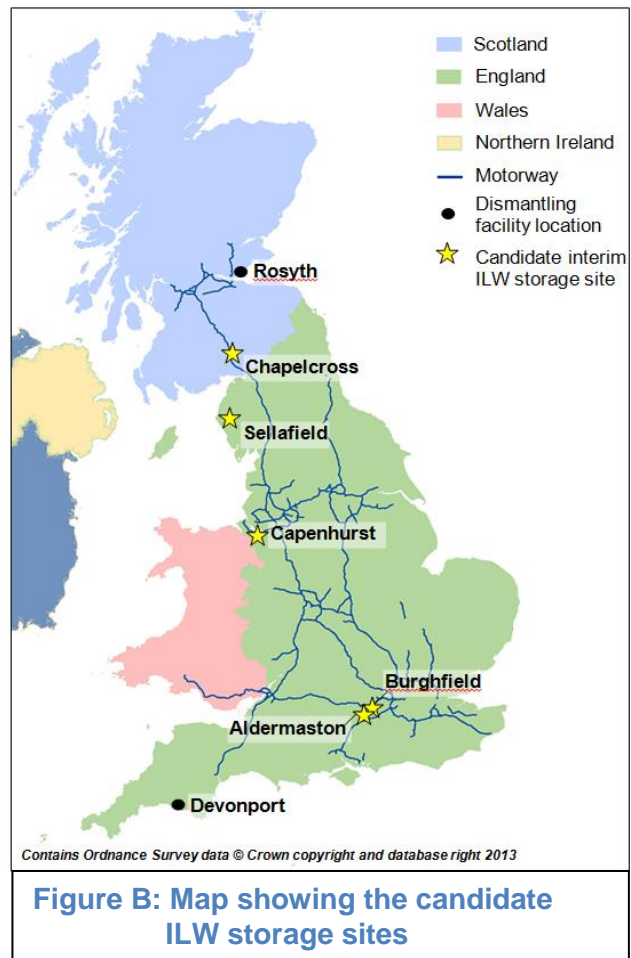 Scotland
England
Wales
Northern Ireland
Motorway
Dismantling
facility location
Candidate interim
ILW storage site
Rosyth
Chapelcross
Sellafield
Capenhurst
Burghfield
Aldermaston
Devonport
Contains Ordnance Survey data © Crown copyright and database right 2013
Figure B: Map showing the candidate
ILW storage sites